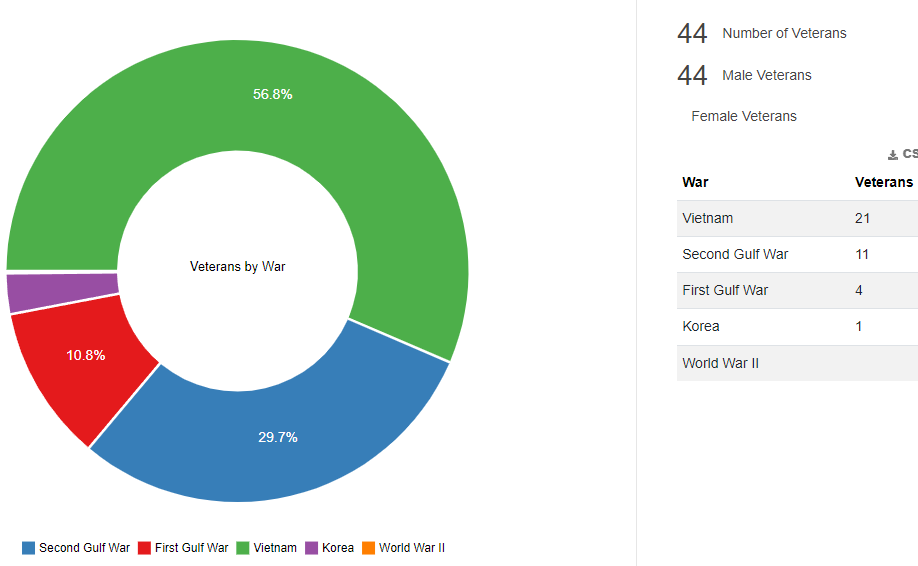 56.8%
Veterans by War
10.8%
29.7%
Second Gulf War First Gulf War Vietnam Korea World War II
44 Number of Veterans
44 Male Veterans
Female Veterans
CS
War Veterans
Vietnam 21
Second Gulf War 11
First Gulf War 4
Korea 1
World War II